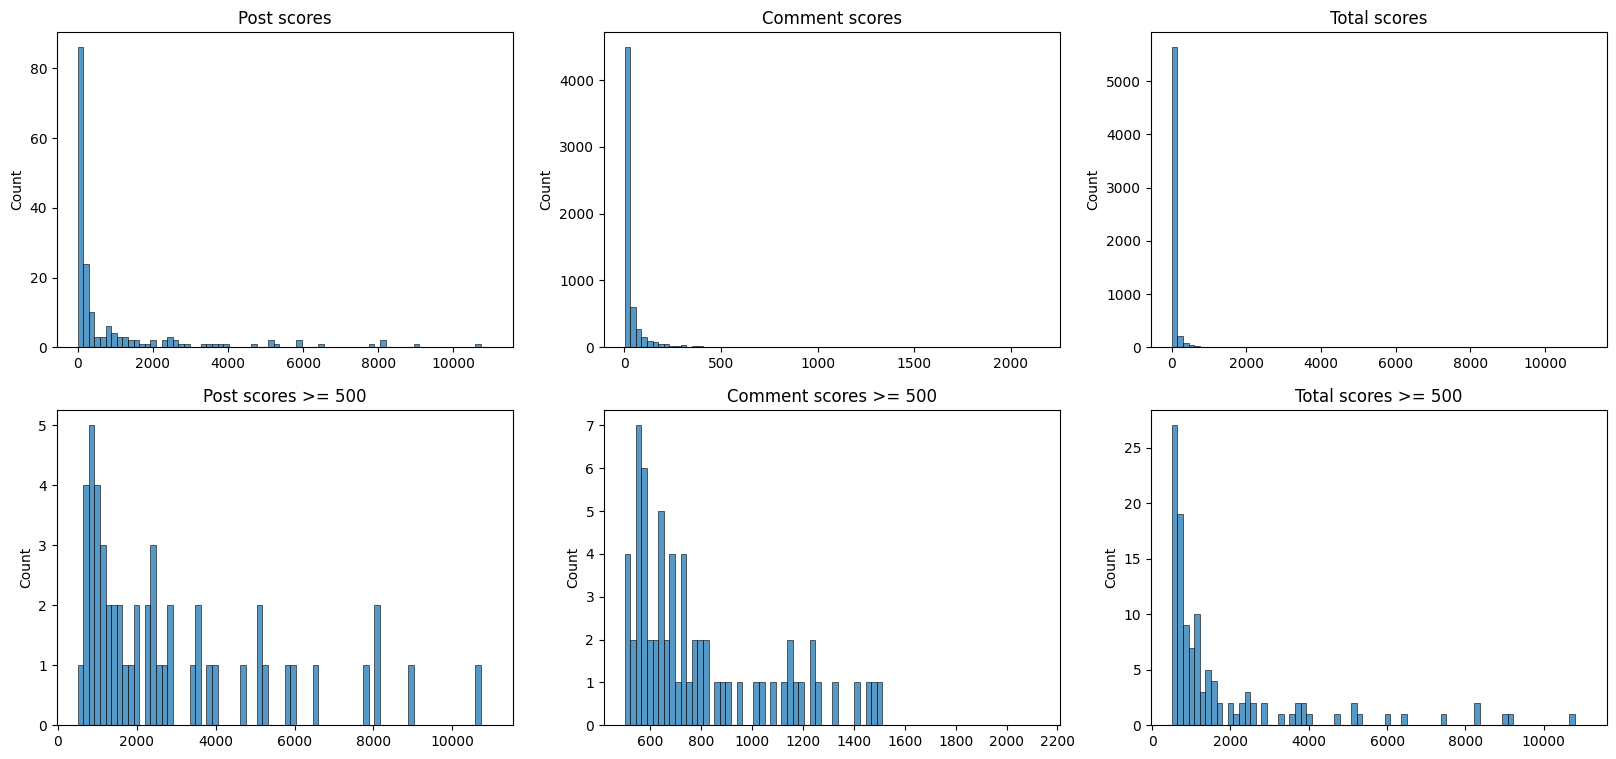 Post scores
Comment scores
Total scores
Count
80
60
40
20
0
0 2000 4000 6000 8000 10000
Count
4000
3000
2000
1000
0
0 500 1000 1500 2000
Count
5000
4000
3000
2000
1000
0
0 2000 4000 6000 8000 10000
Post scores >= 500
Comment scores >= 500
Total scores >= 500
Count
5
4
3
2
1
0
0 2000 4000 6000 8000 10000
Count
7
6
5
4
3
2
1
0
600 800 1000 1200 1400 1600 1800 2000 2200
Count
25
20
15
10
5
0
0 2000 4000 6000 8000 10000